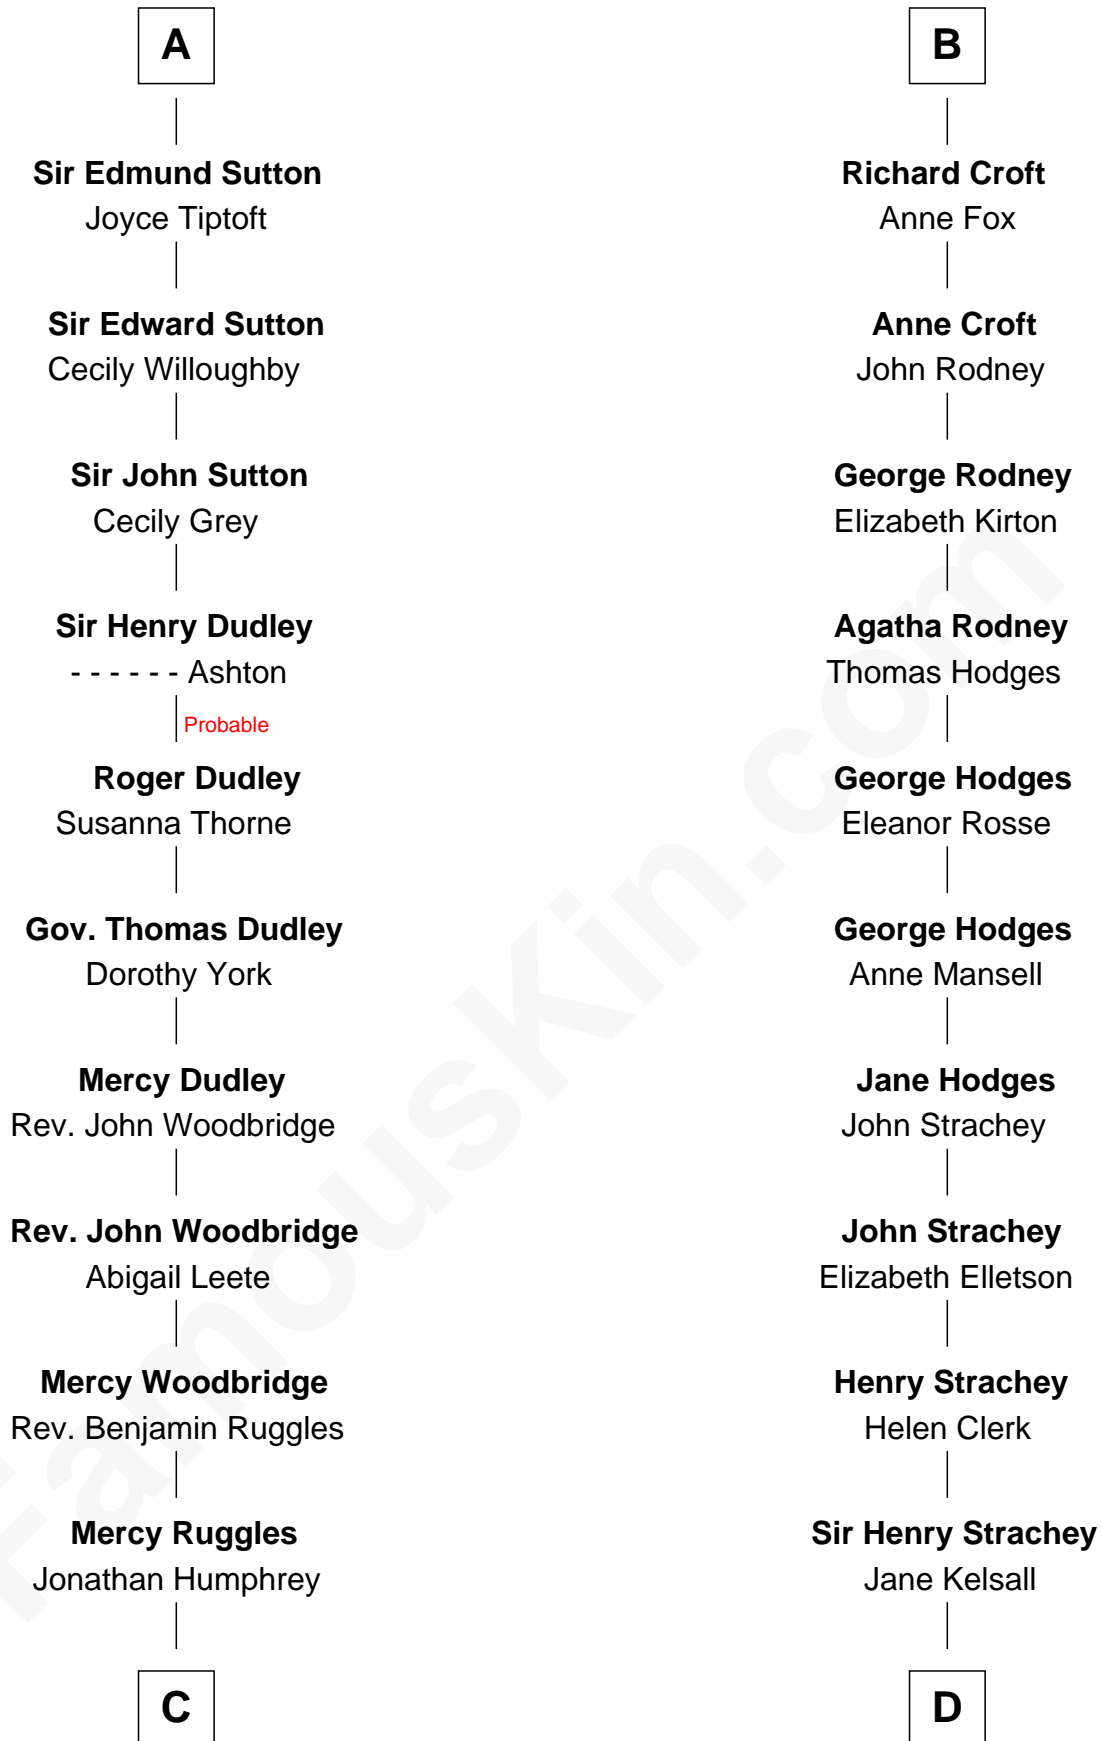 A
Sir Edmund Sutton
Joyce Tiptoft
Sir Edward Sutton
Cecily Willoughby
Sir John Sutton
Cecily Grey
Sir Henry Dudley
- - - - - - Ashton
Probable
Roger Dudley
Susanna Thorne
Gov. Thomas Dudley
Dorothy York
Mercy Dudley
Rev. John Woodbridge
Rev. John Woodbridge
Abigail Leete
Mercy Woodbridge
Rev. Benjamin Ruggles
Mercy Ruggles
Jonathan Humphrey
C
B
Richard Croft
Anne Fox
Anne Croft
John Rodney
George Rodney
Elizabeth Kirton
Agatha Rodney
Thomas Hodges
George Hodges
Eleanor Rosse
George Hodges
Anne Mansell
Jane Hodges
John Strachey
John Strachey
Elizabeth Elletson
Henry Strachey
Helen Clerk
Sir Henry Strachey
Jane Kelsall
D
FamousKin.com